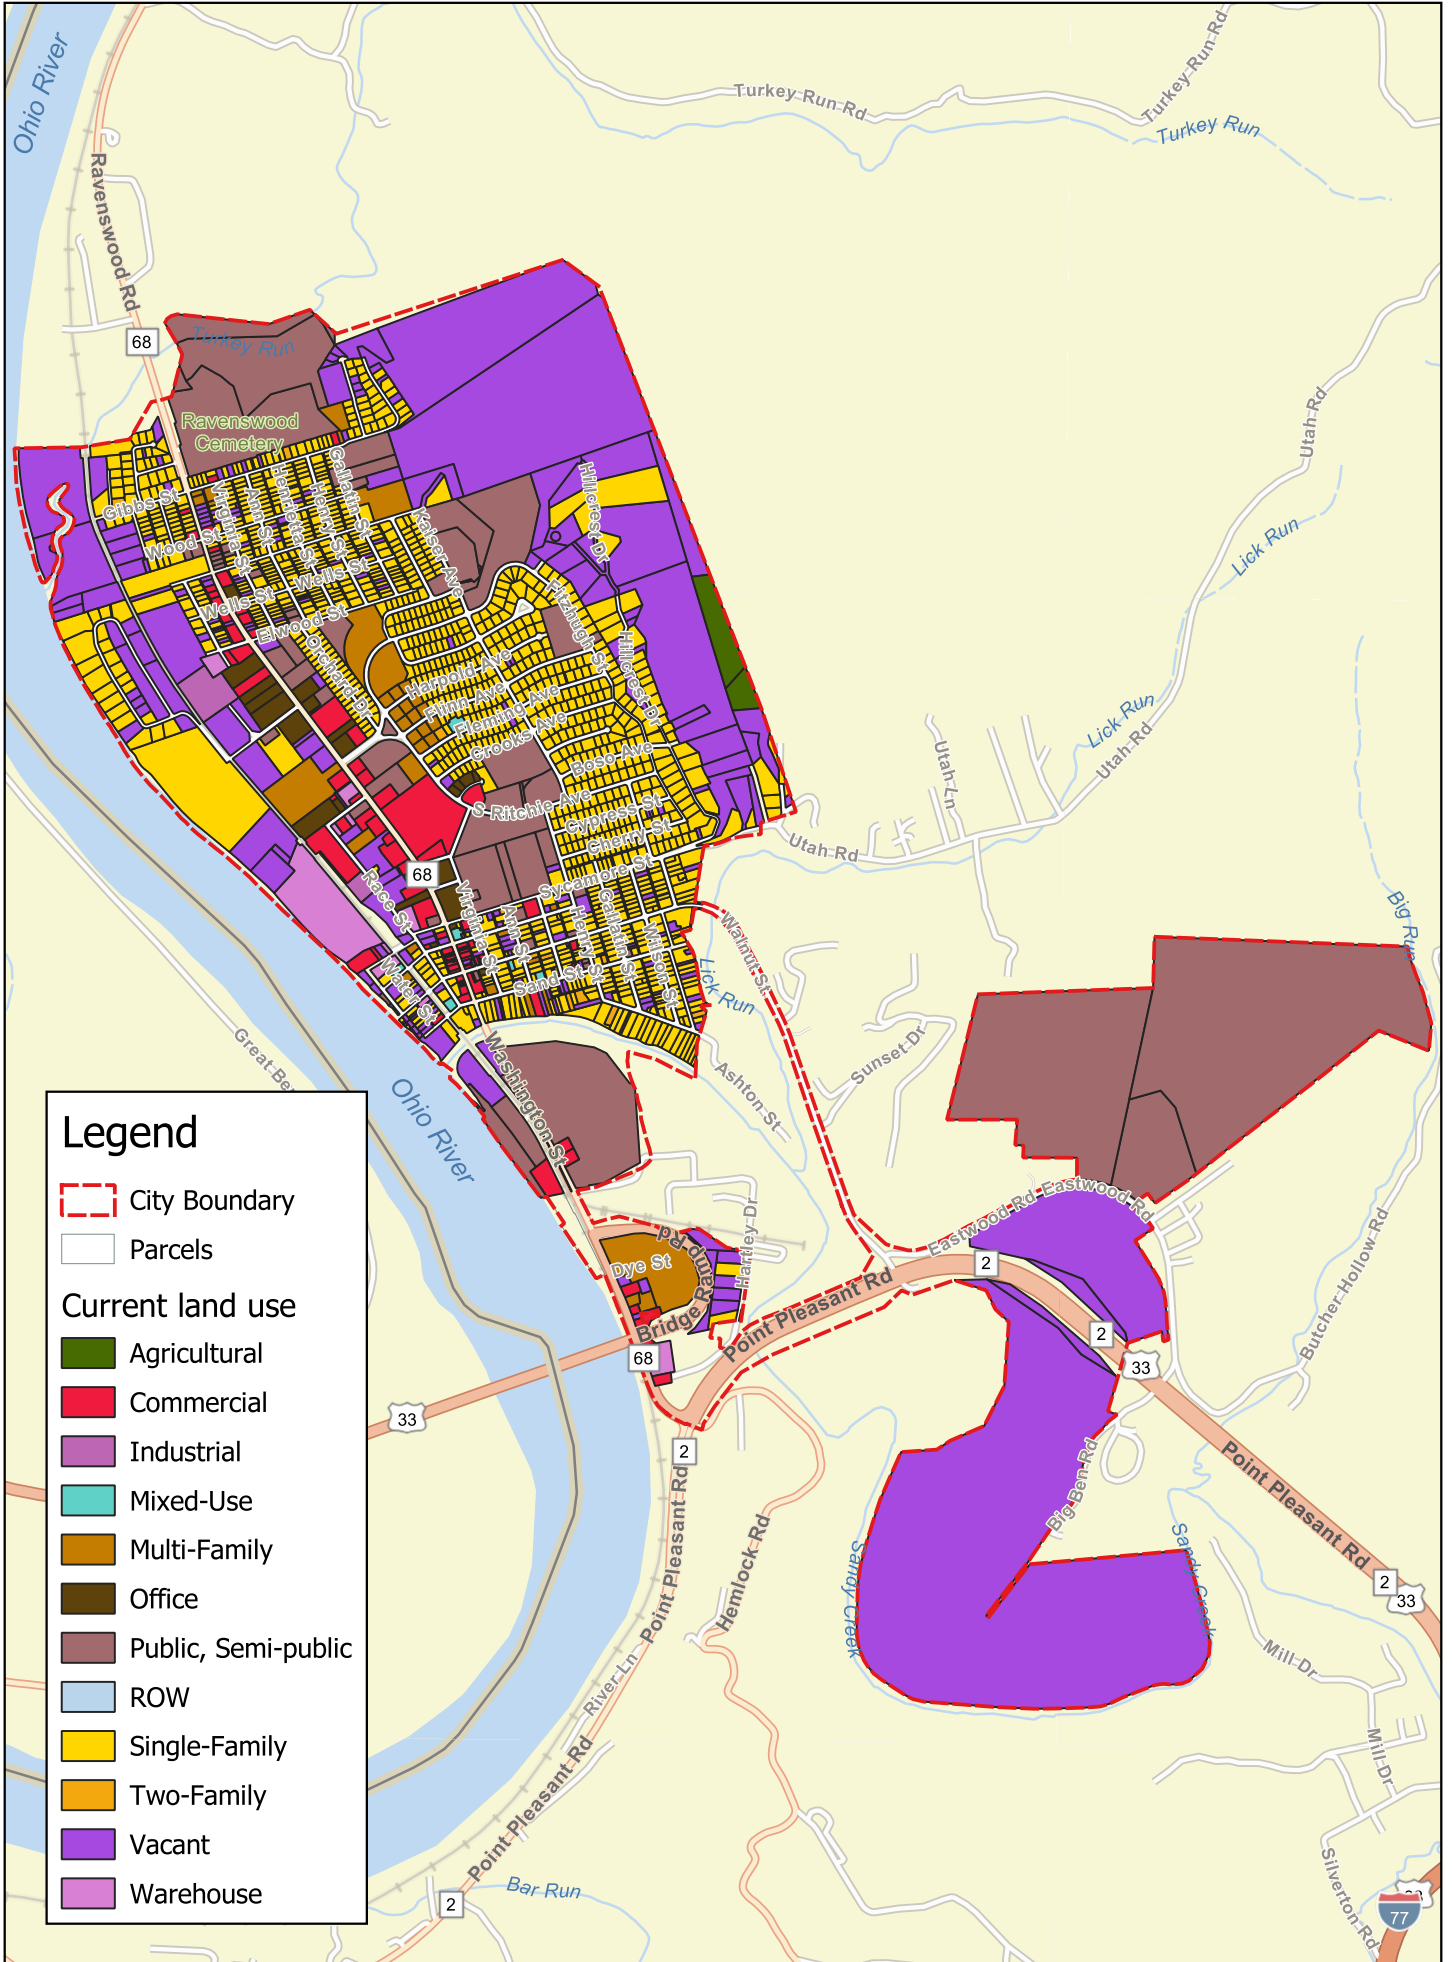 Ohio River
Turkey Run Rd
Turkey Run Rd
Turkey Run
Ravenswood Rd
68
Turkey Run
Ravenswood
Cemetery
Utah Rd
Gallatin St
Henrietta St
Henry St
Ann St
Virginia St
Gibbs St
Hillcrest Dr
Kaiser Ave
Wood St
Lick Run
Wells St
Wells St
Elwood St
Fitzhugh St
Orchard Dr
Hillcrest Dr
Harpold Ave
Flinn Ave
Fleming Ave
Crooks Ave
Lick Run
Utah Rd
Boso Ave
Utah Ln
S Ritchie Ave
Cypress St
Cherry St
Utah Rd
68
Sycamore St
Race St
Virginia St
Ann St
Henry St
Gallatin St
Wilson St
Walnut St
Big Run
Water St
Sand St
Lick Run
Great Be
Washington St
Sunset Dr
Ashton St
Ohio River
Legend
City Boundary
Parcels
Current land use
Agricultural
Commercial
Industrial
Mixed-Use
Multi-Family
Office
Public, Semi-public
ROW
Single-Family
Two-Family
Vacant
Warehouse
Eastwood Rd
Eastwood Rd
Ramp Rd
Hartley Dr
Dye St
2
Butcher Hollow Rd
Bridge Ra
Point Pleasant Rd
2
68
33
33
2
Point Pleasant Rd
Big Ben Rd
Point Pleasant Rd
Hemlock Rd
Sandy Creek
Sandy Creek
2
33
Mill Dr
River Ln
Mill Dr
Point Pleasant Rd
Silverton Rd
Bar Run
2
33
77